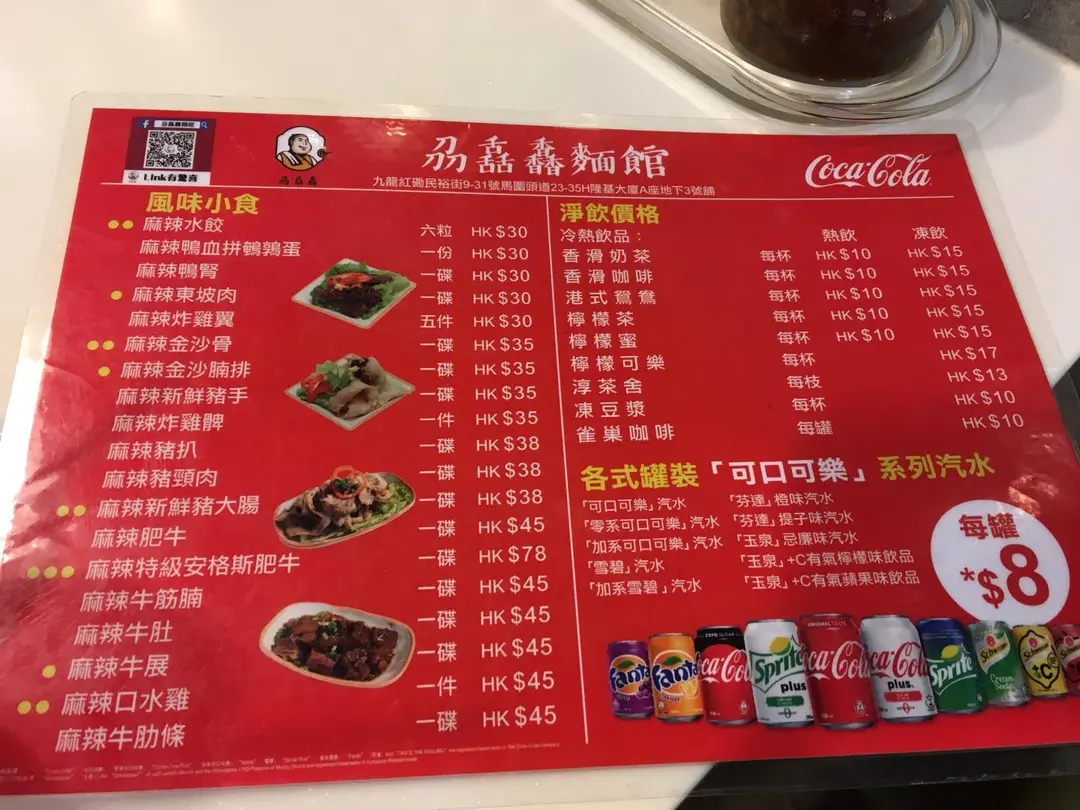 Link有驚喜
刕舙馫麵館
九龍紅磡民裕街9-31號馬圍頭道23-35H隆基大廈A座地下3號舖
Coca-Cola
風味小食
麻辣水餃 六粒 HK $30
麻辣鴨血拼鵪鶉蛋 一份 HK $30
麻辣鴨腎 一碟 HK $30
麻辣東坡肉 一碟 HK $30
麻辣炸雞翼 五件 HK $30
麻辣金沙骨 一碟 HK $35
麻辣金沙腩排 一碟 HK $35
麻辣新鮮豬手 一碟 HK $35
麻辣炸雞髀 一件 HK $35
麻辣豬扒 一碟 HK $38
麻辣豬頸肉 一碟 HK $38
麻辣新鮮豬大腸 一碟 HK $38
麻辣肥牛 一碟 HK $45
麻辣特級安格斯肥牛 一碟 HK $78
麻辣牛筋腩 一碟 HK $45
麻辣牛肚 一碟 HK $45
麻辣牛展 一碟 HK $45
麻辣口水雞 一件 HK $45
麻辣牛肋條 一碟 HK $45
淨飲價格
冷熱飲品： 熱飲 凍飲
香滑奶茶 每杯 HK $10 HK $15
香滑咖啡 每杯 HK $10 HK $15
港式鴛鴦 每杯 HK $10 HK $15
檸檬茶 每杯 HK $10 HK $15
檸檬蜜 每杯 HK $10 HK $15
檸檬可樂 每杯 HK $17
淳茶舍 每枝 HK $13
凍豆漿 每杯 HK $10
雀巢咖啡 每罐 HK $10
各式罐裝「可口可樂」系列汽水
「可口可樂」汽水 「芬達」橙味汽水
「零系可口可樂」汽水 「芬達」提子味汽水
「加系可口可樂」汽水 「玉泉」忌廉味汽水
「雪碧」汽水 「玉泉」+C有氣檸檬味飲品
「加系雪碧」汽水 「玉泉」+C有氣蘋果味飲品
每罐
*$8